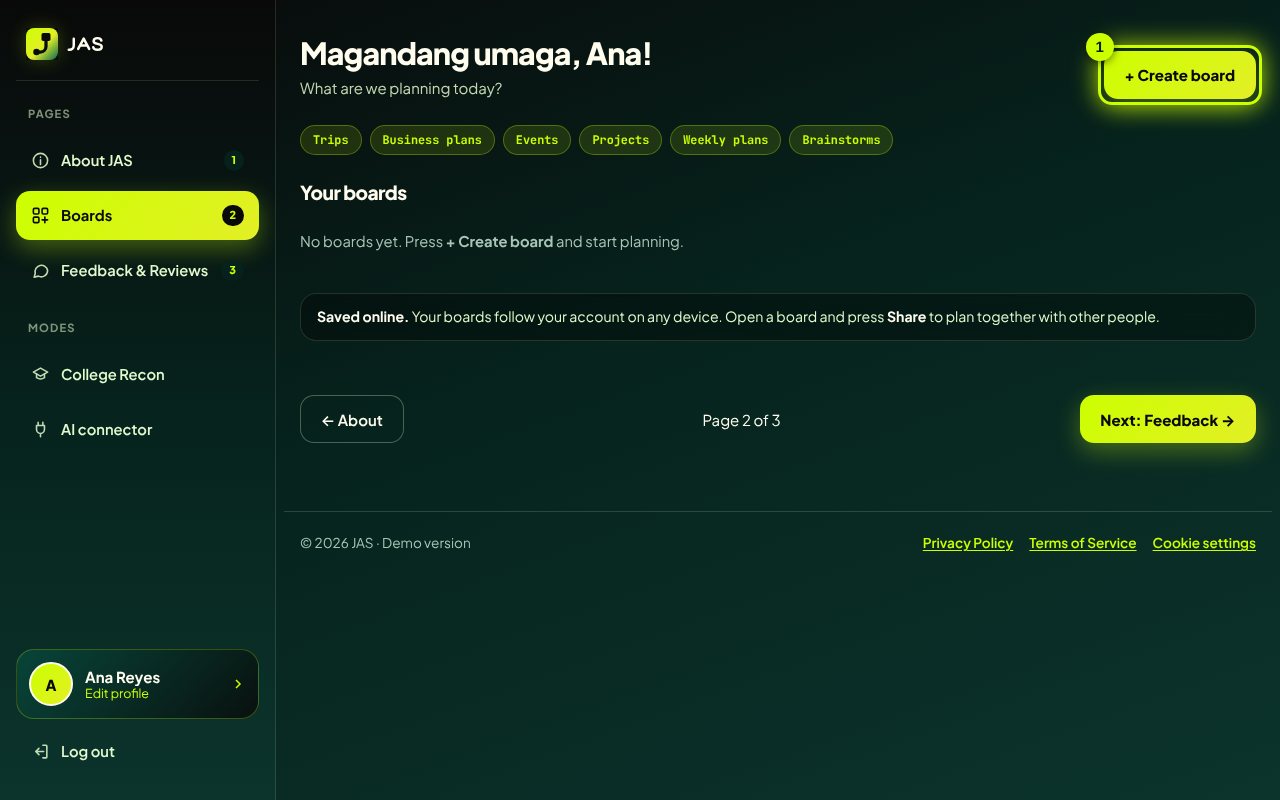 JAS
PAGES
About JAS 1
Boards 2
Feedback & Reviews 3
MODES
College Recon
AI connector
Ana Reyes
A
Edit profile
Log out
Magandang umaga, Ana!
What are we planning today?
1
+ Create board
Trips Business plans Events Projects Weekly plans Brainstorms
Your boards
No boards yet. Press + Create board and start planning.
Saved online. Your boards follow your account on any device. Open a board and press Share to plan together with other people.
← About Page 2 of 3 Next: Feedback →
© 2026 JAS · Demo version Privacy Policy Terms of Service Cookie settings